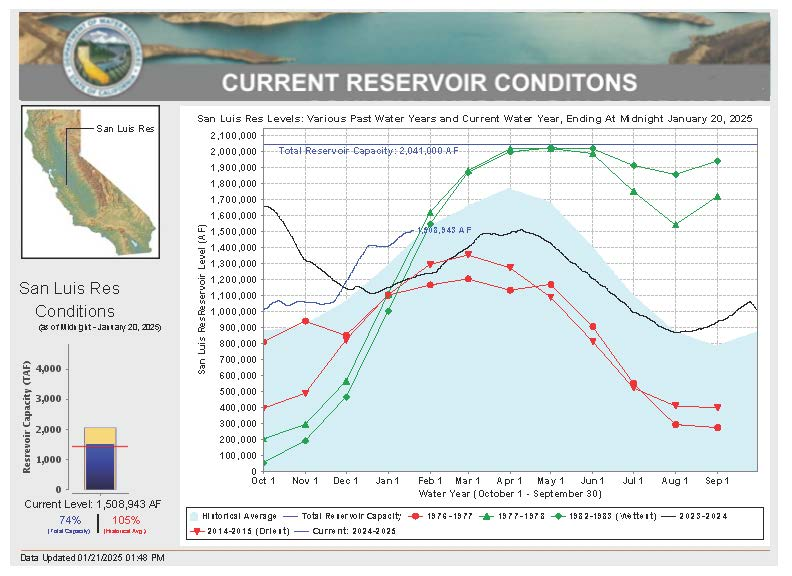 DEPARTMENT OF WATER RESOURCES
STATE OF CALIFORNIA
CURRENT RESERVOIR CONDITONS
San Luis Res
San Luis Res
Conditions
(as of Midnight - January 20, 2025)
Resrevoir Capacity (TAF)
4,000
3,000
2,000
1,000
0
Current Level: 1,508,943 AF
74%
(Total Capacity)
105%
(Historical Avg.)
San Luis Res Levels: Various Past Water Years and Current Water Year, Ending At Midnight January 20, 2025
San Luis ResReservoir Level (AF)
2,100,000
2,000,000
1,900,000
1,800,000
1,700,000
1,600,000
1,500,000
1,400,000
1,300,000
1,200,000
1,100,000
1,000,000
900,000
800,000
700,000
600,000
500,000
400,000
300,000
200,000
100,000
0
Total Reservoir Capacity: 2,041,000 AF
1,508,943 AF
Oct 1 Nov 1 Dec 1 Jan 1 Feb 1 Mar 1 Apr 1 May 1 Jun 1 Jul 1 Aug 1 Sep 1
Water Year (October 1 - September 30)
Historical Average Total Reservoir Capacity 1976-1977 1977-1978 1982-1983 (Wettest) 2023-2024
2014-2015 (Driest) Current: 2024-2025
Data Updated 01/21/2025 01:48 PM